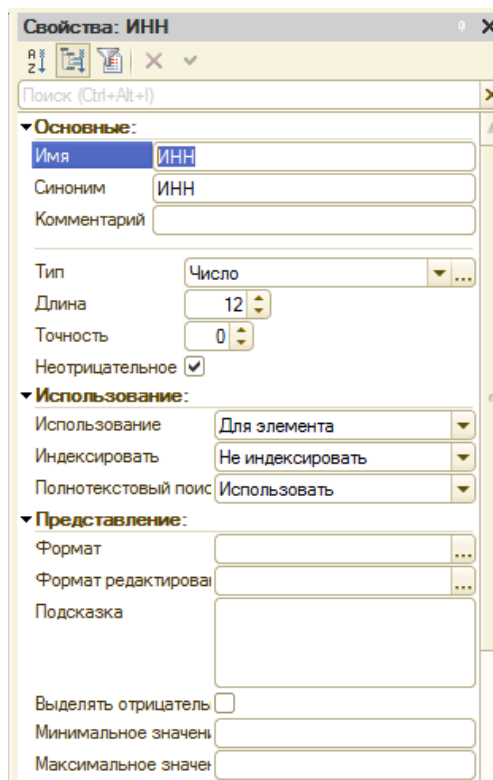 Свойства: ИНН
Поиск (Ctrl+Alt+I)
Основные:
Имя ИНН
Синоним ИНН
Комментарий
Тип Число ...
Длина 12
Точность 0
Неотрицательное
Использование:
Использование Для элемента
Индексировать Не индексировать
Полнотекстовый поис Использовать
Представление:
Формат ...
Формат редактирова ...
Подсказка
Выделять отрицатель
Минимальное значен
Максимальное значен